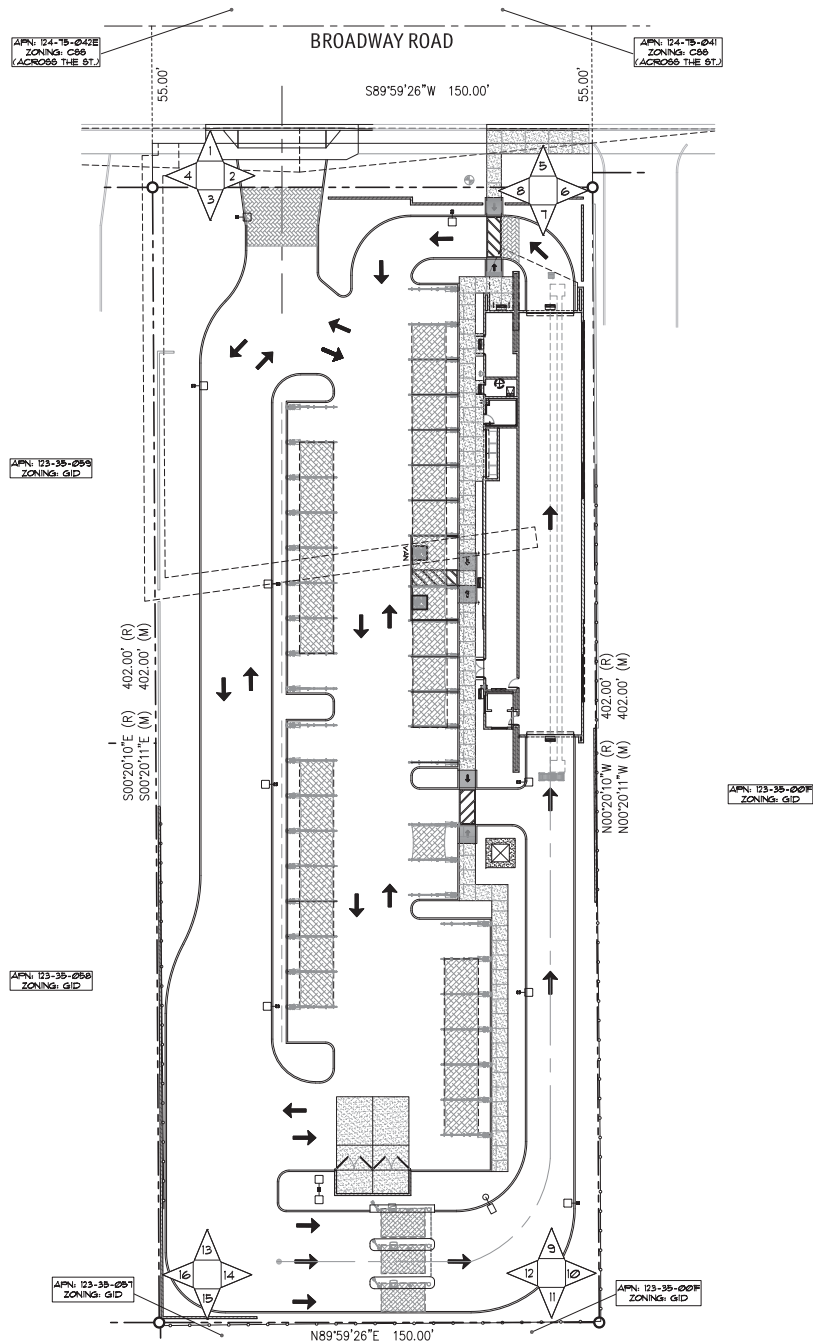 APN: 124-75-042E
ZONING: CSS
(ACROSS THE ST.)
BROADWAY ROAD
APN: 124-75-041
ZONING: CSS
(ACROSS THE ST.)
55.00'
S89°59'26"W 150.00'
55.00'
1
4 2
3
5
8 6
7
APN: 123-35-059
ZONING: GID
VAN
S00°20'10"E (R) 402.00' (R)
S00°20'11"E (M) 402.00' (M)
N00°20'10"W (R) 402.00' (R)
N00°20'11"W (M) 402.00' (M)
APN: 123-35-001F
ZONING: GID
APN: 123-35-058
ZONING: GID
13
16 14
15
9
12 10
11
APN: 123-35-057
ZONING: GID
APN: 123-35-001F
ZONING: GID
N89°59'26"E 150.00'